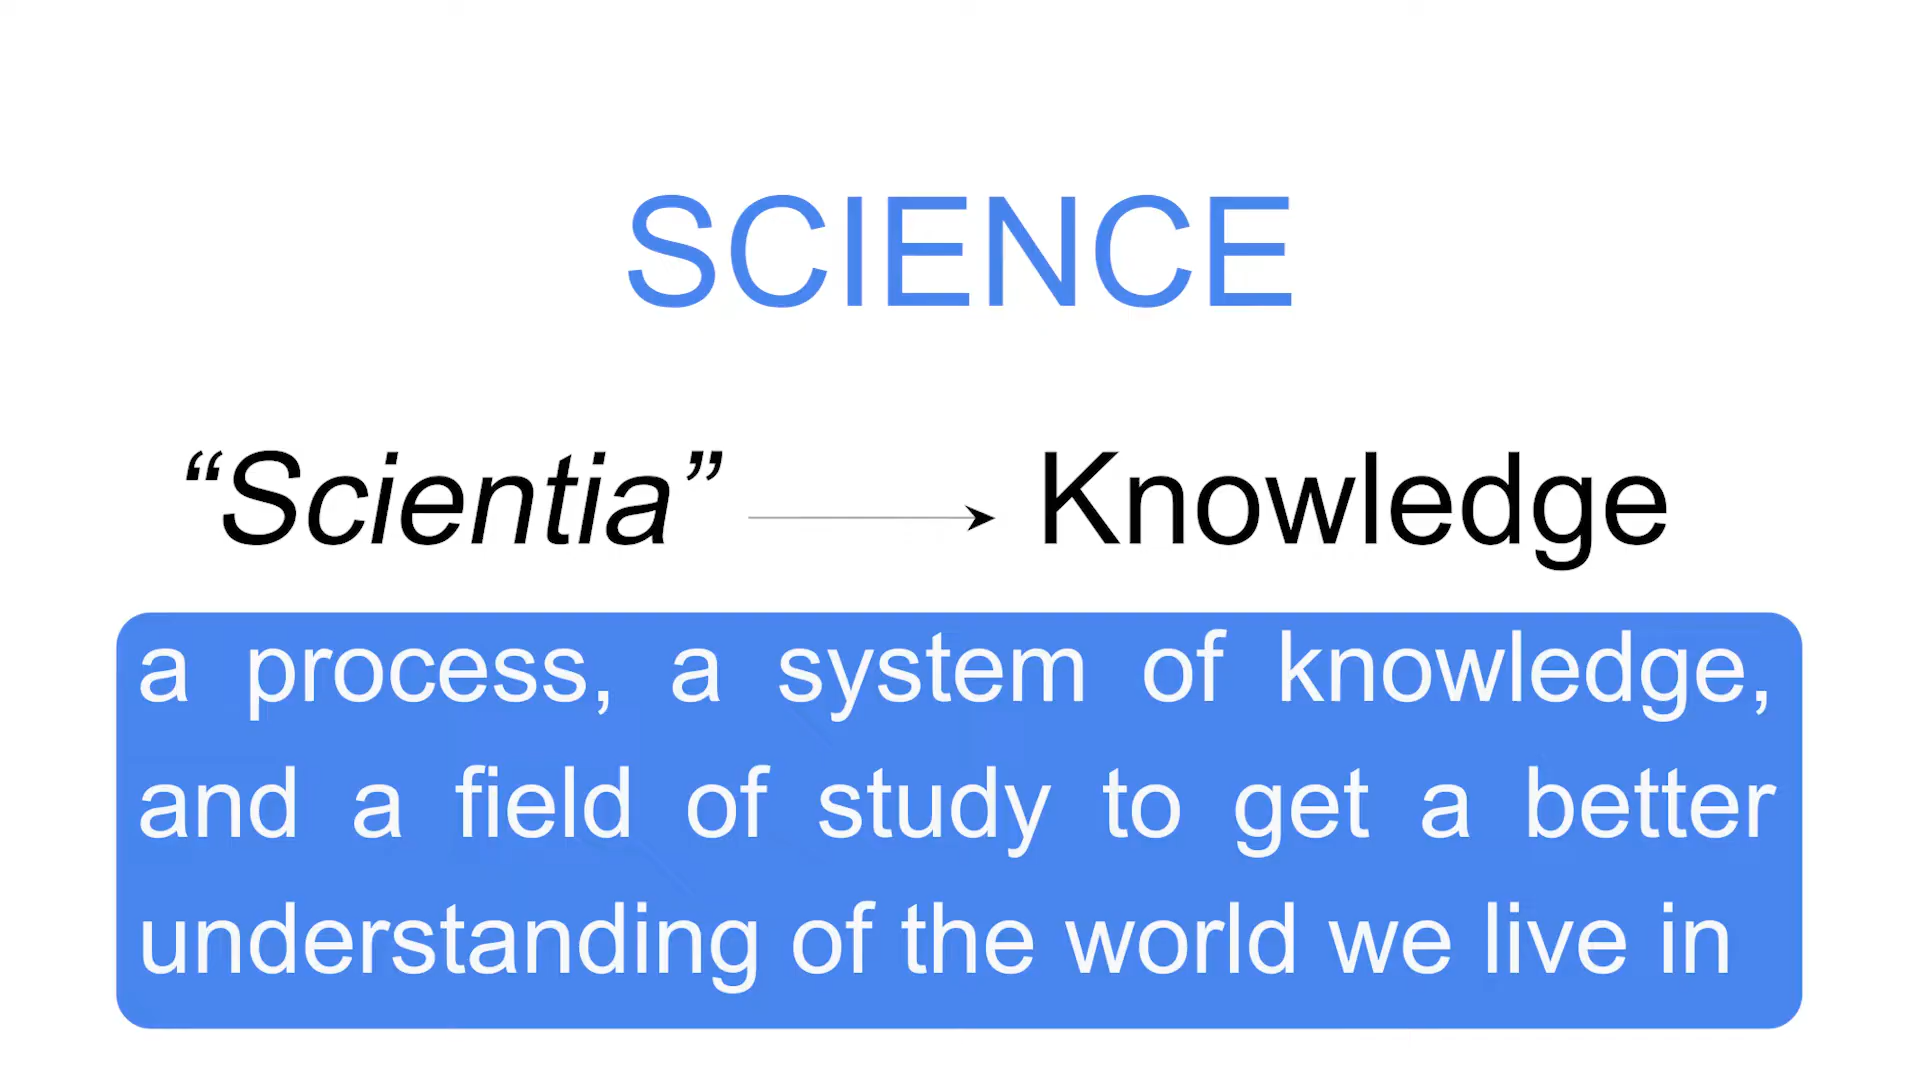 SCIENCE
“Scientia” Knowledge
a process, a system of knowledge,
and a field of study to get a better
understanding of the world we live in